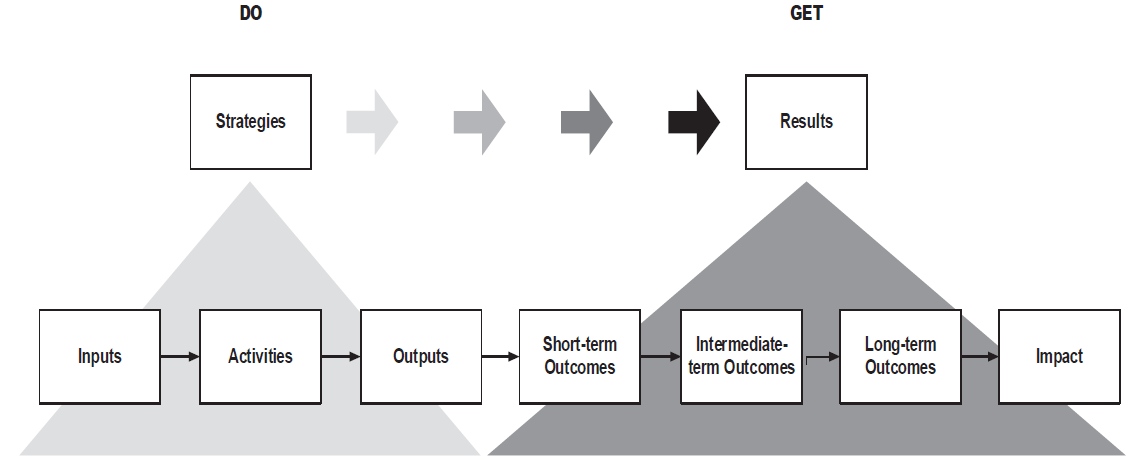 DO
GET
Strategies
Results
Inputs
Activities
Outputs
Short-term
Outcomes
Intermediate-
term Outcomes
Long-term
Outcomes
Impact